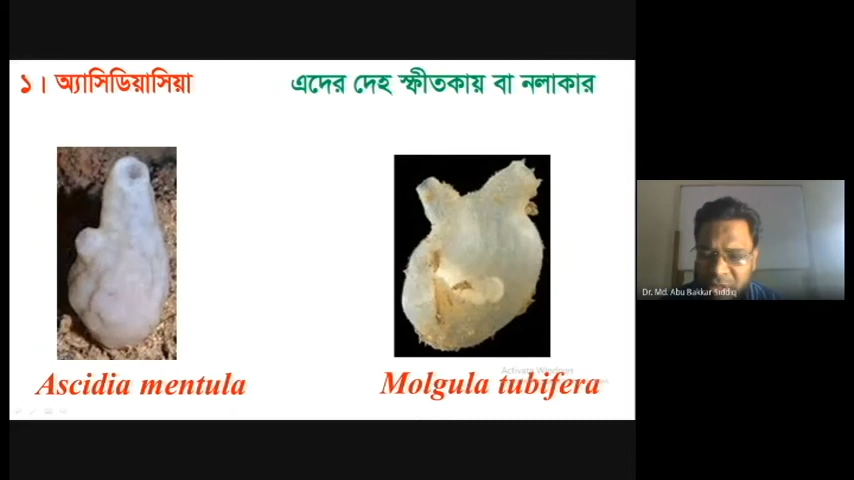 ১। অ্যাসিডিয়াসিয়া
এদের দেহ স্ফীতকায় বা নলাকার
Ascidia mentula
Molgula tubifera
Activate Windows
Dr. Md. Abu Bakkar Siddiq